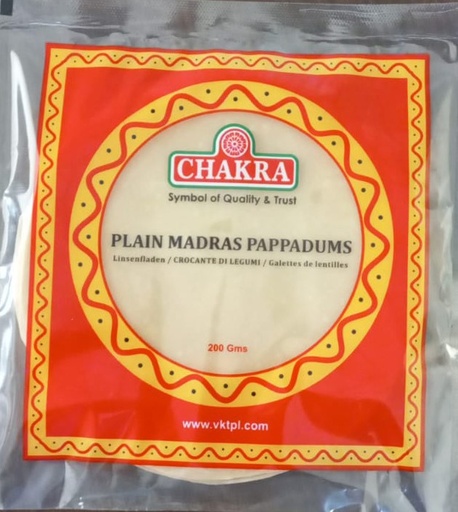 CHAKRA
Symbol of Quality & Trust
PLAIN MADRAS PAPPADUMS
Linsenfladen / CROCANTE DI LEGUMI / Galettes de lentilles
200 Gms
www.vktpl.com